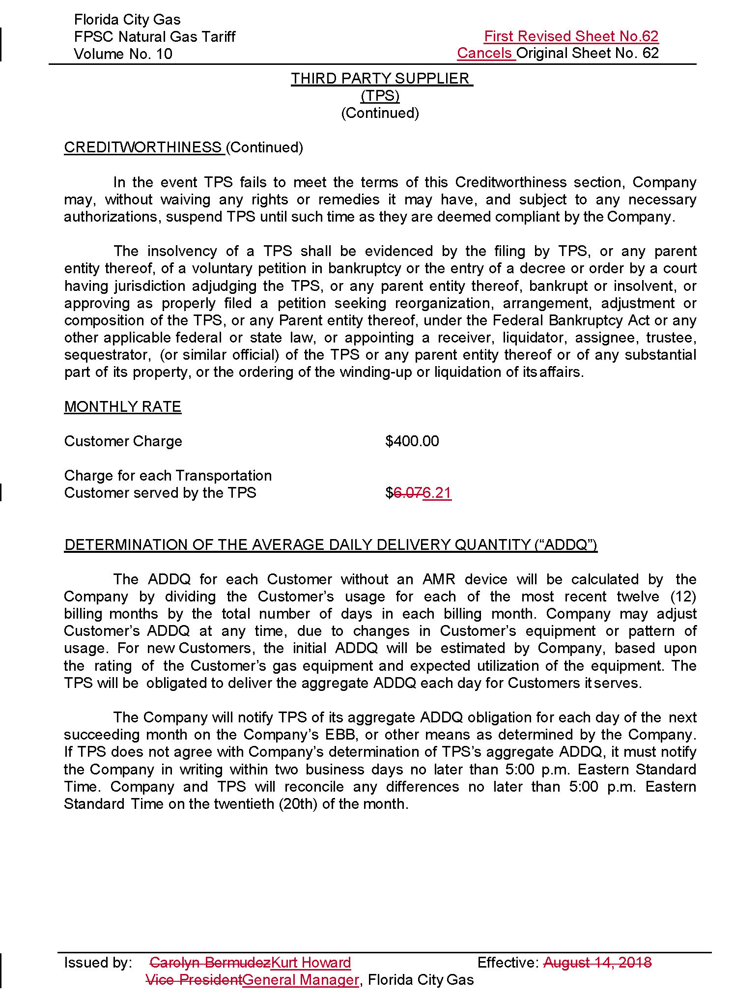 Florida City Gas
FPSC Natural Gas Tariff
First Revised Sheet No.62
Volume No. 10
Cancels Original Sheet No. 62
THIRD PARTY SUPPLIER
(TPS)
(Continued)
CREDITWORTHINESS (Continued)
In the event TPS fails to meet the terms of this Creditworthiness section, Company
may, without waiving any rights or remedies it may have, and subject to any necessary
authorizations, suspend TPS until such time as they are deemed compliant by the Company.
The insolvency of a TPS shall be evidenced by the filing by TPS, or any parent
entity thereof, of a voluntary petition in bankruptcy or the entry of a decree or order by a court
having jurisdiction adjudging the TPS, or any parent entity thereof, bankrupt or insolvent, or
approving as properly filed a petition seeking reorganization, arrangement, adjustment or
composition of the TPS, or any Parent entity thereof, under the Federal Bankruptcy Act or any
other applicable federal or state law, or appointing a receiver, liquidator, assignee, trustee,
sequestrator, (or similar official) of the TPS or any parent entity thereof or of any substantial
part of its property, or the ordering of the winding-up or liquidation of its affairs.
MONTHLY RATE
Customer Charge $400.00
Charge for each Transportation
Customer served by the TPS $6.076.21
DETERMINATION OF THE AVERAGE DAILY DELIVERY QUANTITY (“ADDQ”)
The ADDQ for each Customer without an AMR device will be calculated by the
Company by dividing the Customer’s usage for each of the most recent twelve (12)
billing months by the total number of days in each billing month. Company may adjust
Customer’s ADDQ at any time, due to changes in Customer’s equipment or pattern of
usage. For new Customers, the initial ADDQ will be estimated by Company, based upon
the rating of the Customer’s gas equipment and expected utilization of the equipment. The
TPS will be obligated to deliver the aggregate ADDQ each day for Customers it serves.
The Company will notify TPS of its aggregate ADDQ obligation for each day of the next
succeeding month on the Company’s EBB, or other means as determined by the Company.
If TPS does not agree with Company’s determination of TPS’s aggregate ADDQ, it must notify
the Company in writing within two business days no later than 5:00 p.m. Eastern Standard
Time. Company and TPS will reconcile any differences no later than 5:00 p.m. Eastern
Standard Time on the twentieth (20th) of the month.
Issued by: Carolyn BermudezKurt Howard Effective: August 14, 2018
Vice PresidentGeneral Manager, Florida City Gas